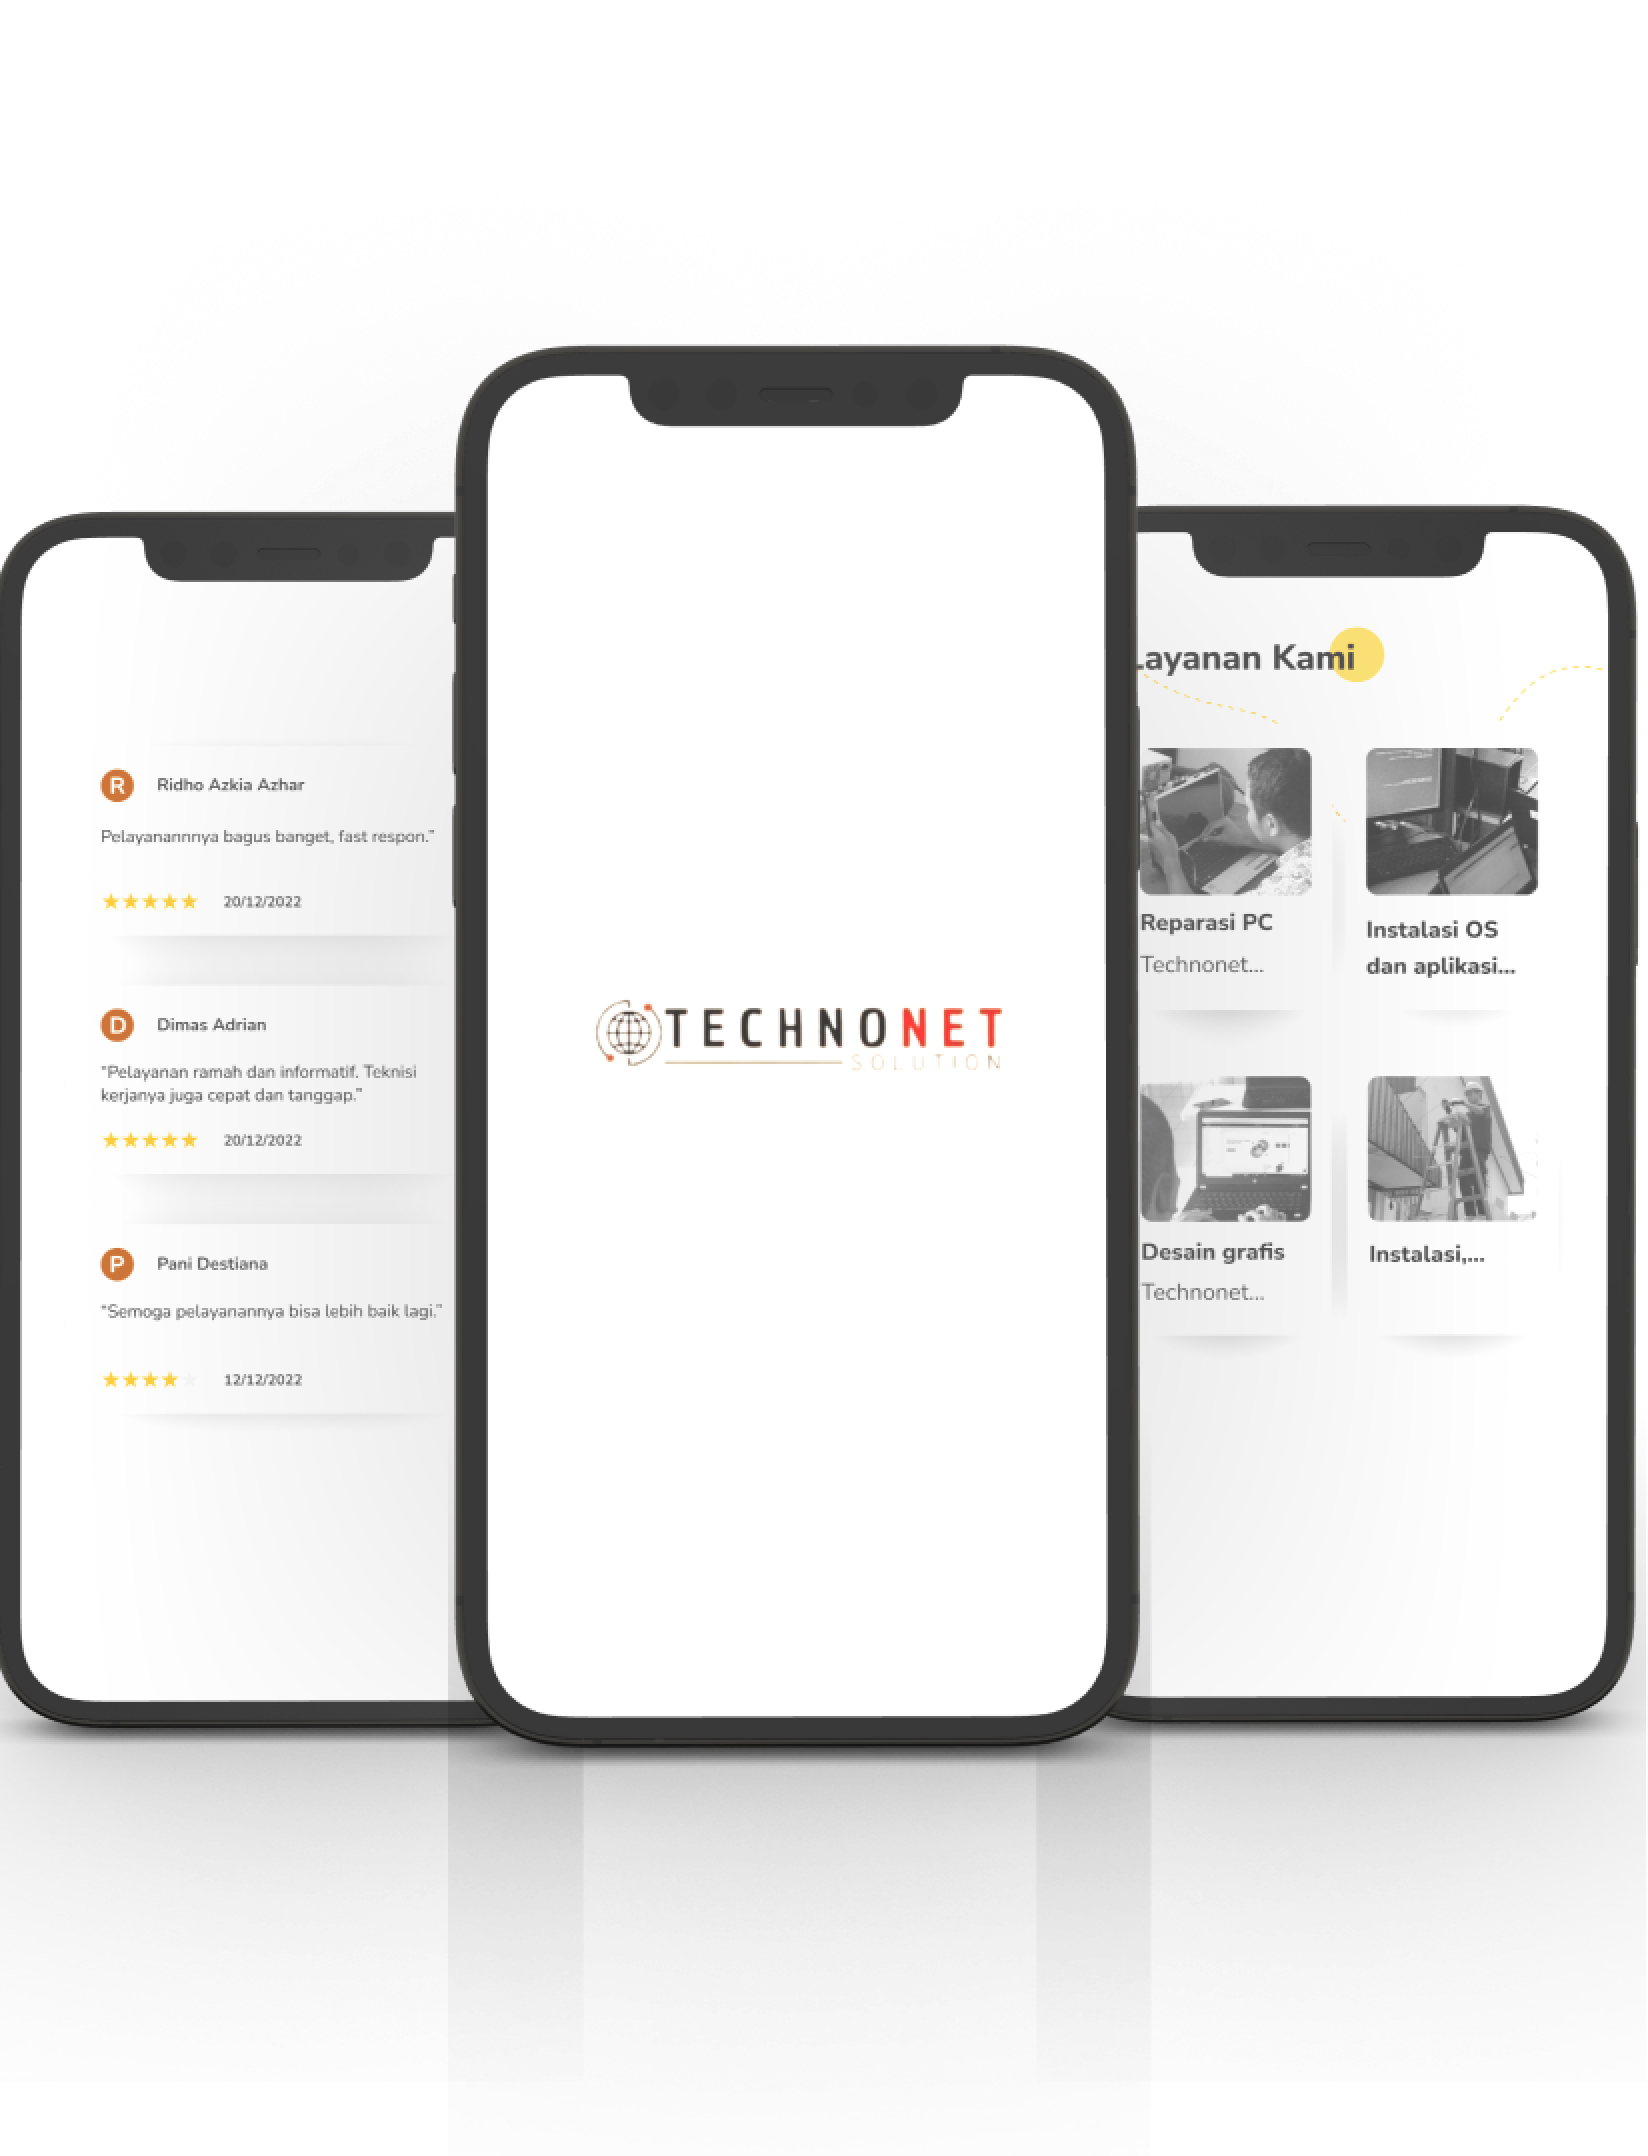 R
Ridho Azkia Azhar
Pelayanannnya bagus banget, fast respon.”
20/12/2022
D
Dimas Adrian
“Pelayanan ramah dan informatif. Teknisi
kerjanya juga cepat dan tanggap.”
20/12/2022
P
Pani Destiana
“Semoga pelayanannya bisa lebih baik lagi.”
12/12/2022
TECHNONET
SOLUTION
Layanan Kami
Reparasi PC
Technonet...
Instalasi OS
dan aplikasi...
Desain grafis
Technonet...
Instalasi,...